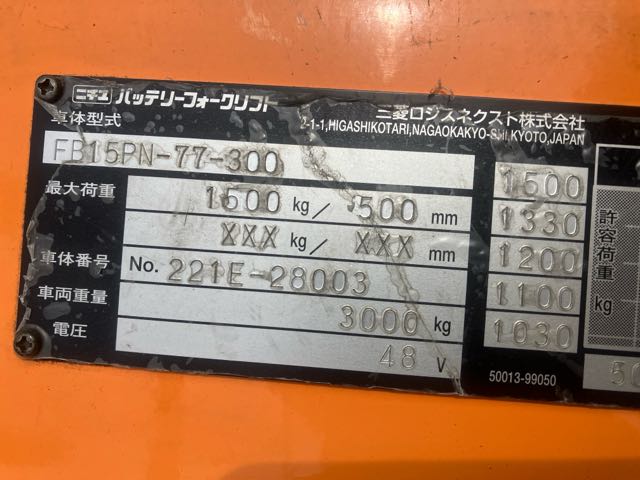 ニチユ バッテリーフォークリフト
三菱ロジスネクスト株式会社
2-1-1,HIGASHIKOTARI,NAGAOKAKYO-SHI,KYOTO,JAPAN
車体型式
FB15PN-77-300
最大荷重 1500 kg/ 500 mm
XXX kg/ XXX mm
車体番号 No. 221E-28003
車両重量 3000 kg
電圧 48 V
1500
1330
1200
1100
1030
許容荷重 kg
50013-99050